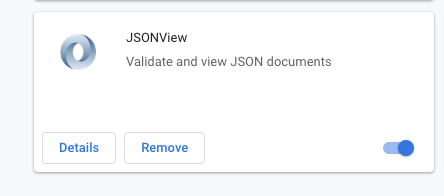 JSONView
Validate and view JSON documents
Details
Remove